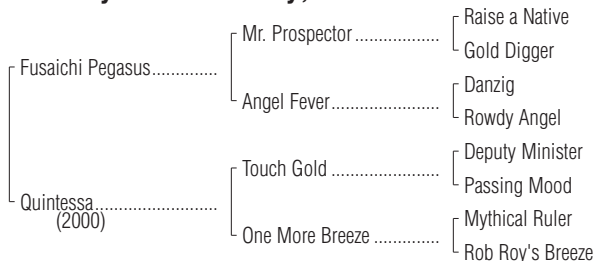 Raise a Native
Mr. Prospector ..................
Gold Digger
Fusaichi Pegasus..............
Danzig
Angel Fever.......................
Rowdy Angel
Deputy Minister
Touch Gold .......................
Passing Mood
Quintessa..........................
(2000)
Mythical Ruler
One More Breeze ..............
Rob Roy's Breeze